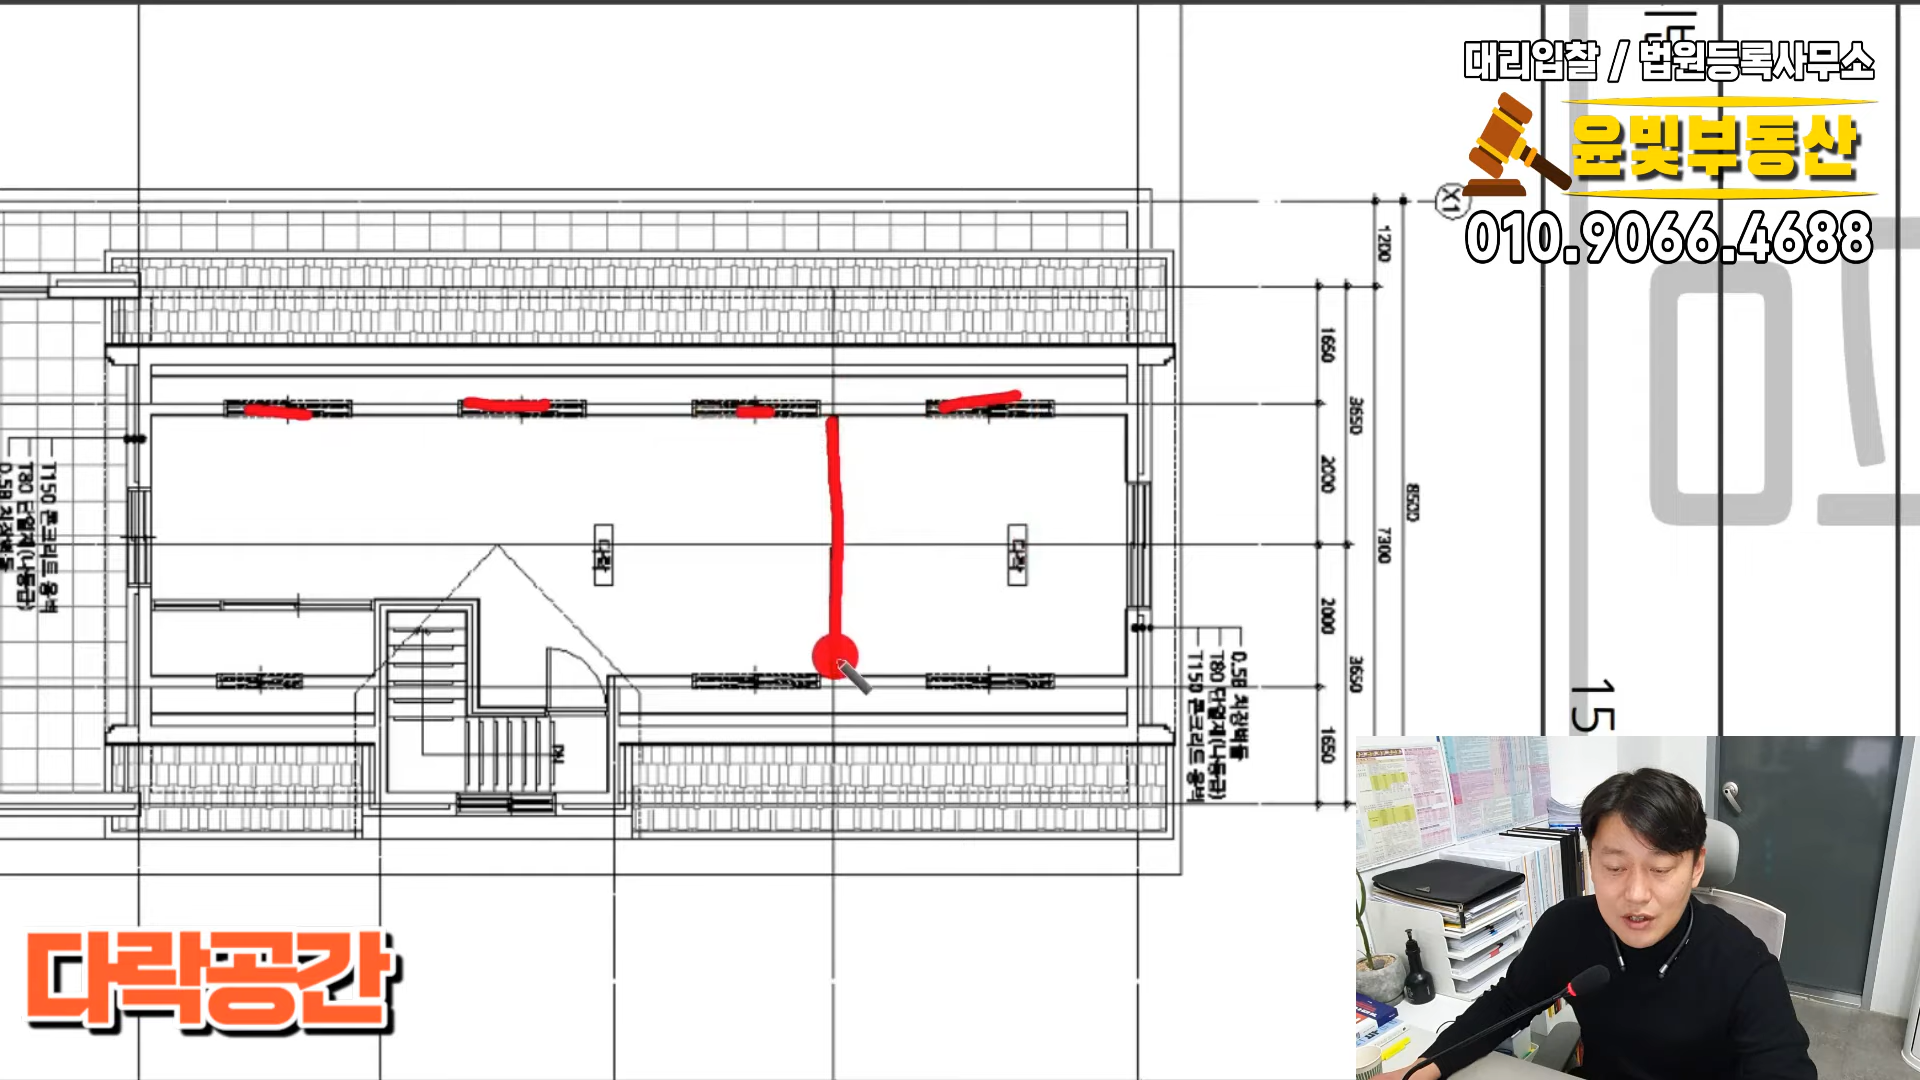 대리입찰 / 법원등록사무소
윤빛부동산
010.9066.4688
X1
1200
1650
3650
2000
8500
7300
2000
3650
1650
T150 콘크리트 옹벽
T80 단열재(나등급)
0.5B 치장벽돌
다락
다락
0.5B 치장벽돌
T80 단열재(나등급)
T150 콘크리트 옹벽
15
다락공간